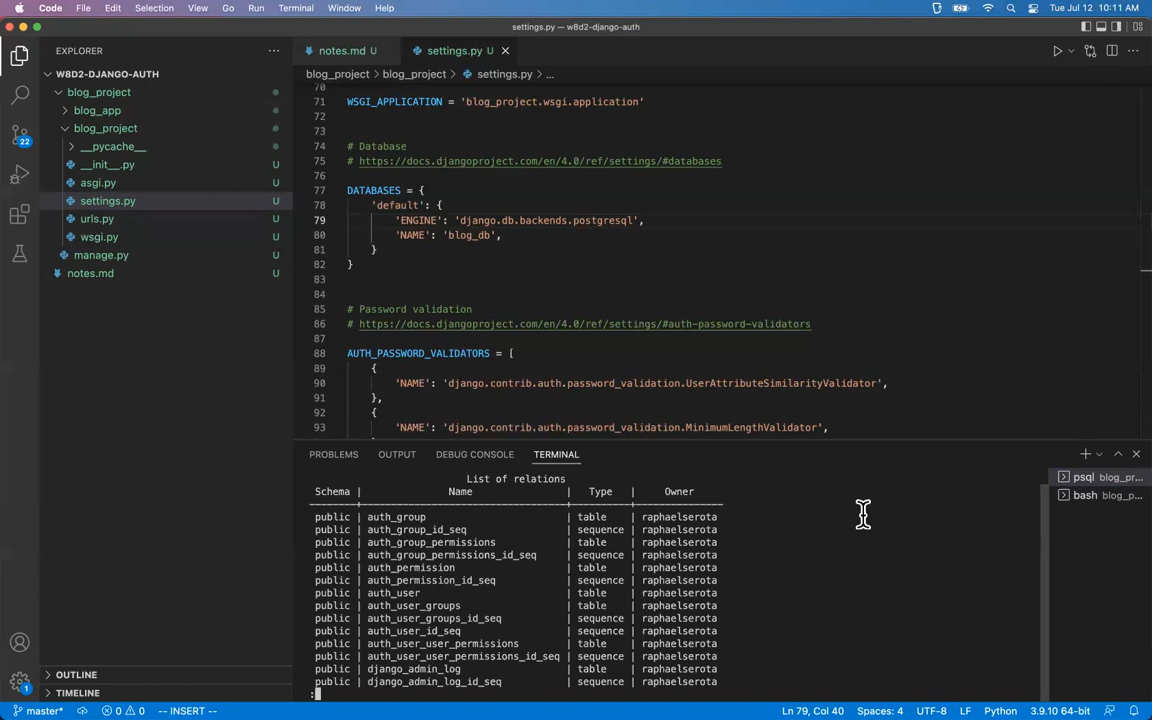 Code File Edit Selection View Go Run Terminal Window Help Tue Jul 12 10:11 AM
settings.py — w8d2-django-auth
EXPLORER
notes.md U
settings.py U
W8D2-DJANGO-AUTH
blog_project > blog_project > settings.py > ...
blog_project
blog_app
blog_project
__pycache__
__init__.py U
asgi.py U
settings.py U
urls.py U
wsgi.py U
manage.py U
notes.md U
22
70
71 WSGI_APPLICATION = 'blog_project.wsgi.application'
72
73
74 # Database
75 # https://docs.djangoproject.com/en/4.0/ref/settings/#databases
76
77 DATABASES = {
78 'default': {
79 'ENGINE': 'django.db.backends.postgresql',
80 'NAME': 'blog_db',
81 }
82 }
83
84
85 # Password validation
86 # https://docs.djangoproject.com/en/4.0/ref/settings/#auth-password-validators
87
88 AUTH_PASSWORD_VALIDATORS = [
89 {
90 'NAME': 'django.contrib.auth.password_validation.UserAttributeSimilarityValidator',
91 },
92 {
93 'NAME': 'django.contrib.auth.password_validation.MinimumLengthValidator',
PROBLEMS OUTPUT DEBUG CONSOLE TERMINAL
List of relations
Schema | Name | Type | Owner
public | auth_group | table | raphaelserota
public | auth_group_id_seq | sequence | raphaelserota
public | auth_group_permissions | table | raphaelserota
public | auth_group_permissions_id_seq | sequence | raphaelserota
public | auth_permission | table | raphaelserota
public | auth_permission_id_seq | sequence | raphaelserota
public | auth_user | table | raphaelserota
public | auth_user_groups | table | raphaelserota
public | auth_user_groups_id_seq | sequence | raphaelserota
public | auth_user_id_seq | sequence | raphaelserota
public | auth_user_user_permissions | table | raphaelserota
public | auth_user_user_permissions_id_seq | sequence | raphaelserota
public | django_admin_log | table | raphaelserota
public | django_admin_log_id_seq | sequence | raphaelserota
:
psql blog_pr...
bash blog_p...
OUTLINE
TIMELINE
1
master* 0 0 -- INSERT -- Ln 79, Col 40 Spaces: 4 UTF-8 LF Python 3.9.10 64-bit